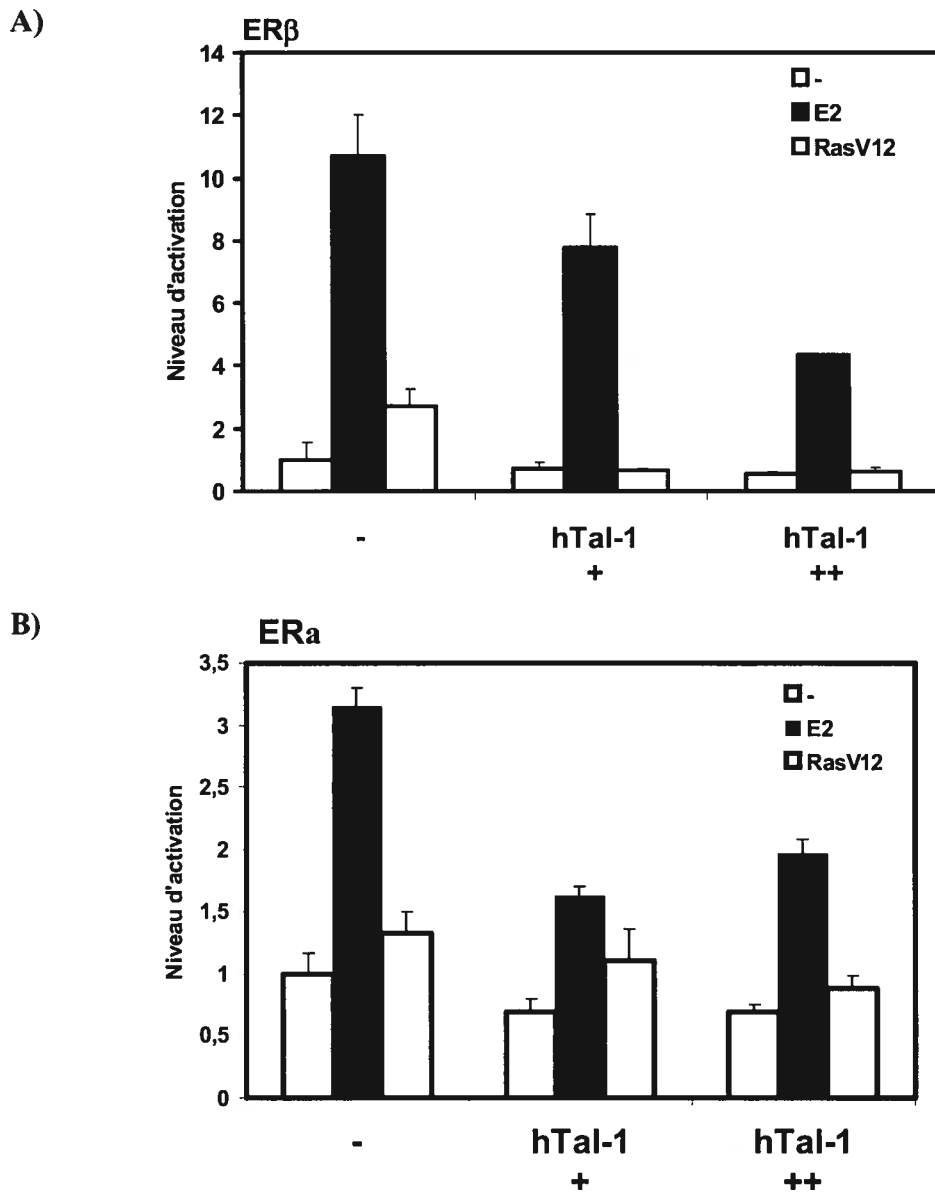 A)
ERβ
14
12
10
8
6
4
2
0
Niveau d'activation
-
E2
RasV12
-
hTal-1
+
hTal-1
++
B)
ERa
3,5
3
2,5
2
1,5
1
0,5
0
Niveau d'activation
-
E2
RasV12
-
hTal-1
+
hTal-1
++